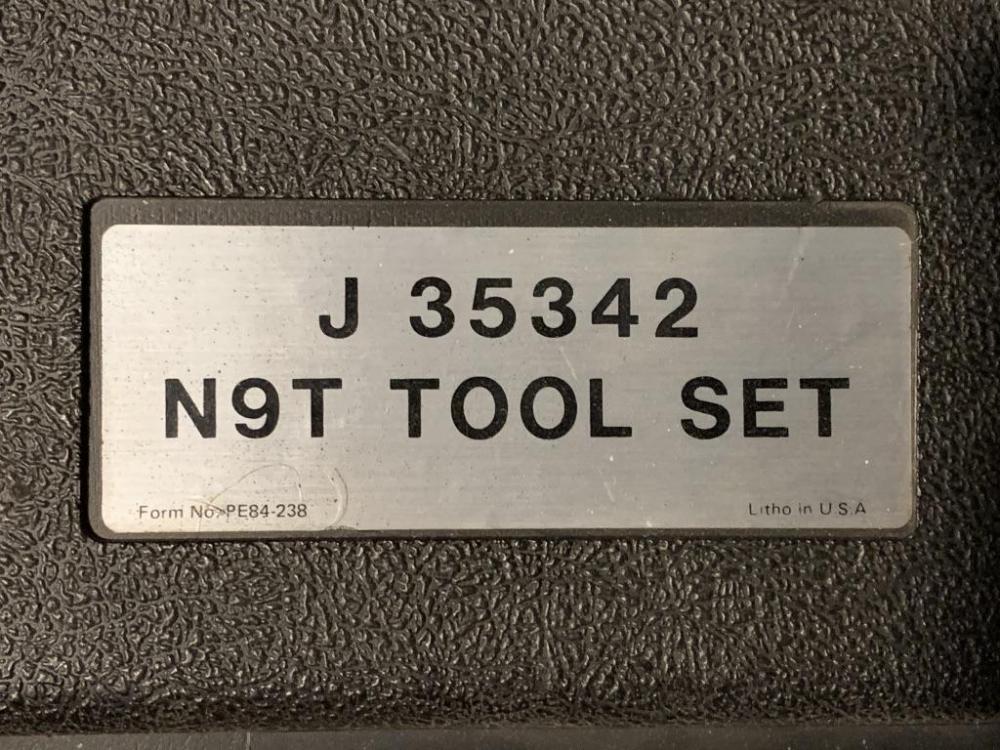 J 35342
N9T TOOL SET
Form No. PE84-238
Litho in U.S.A